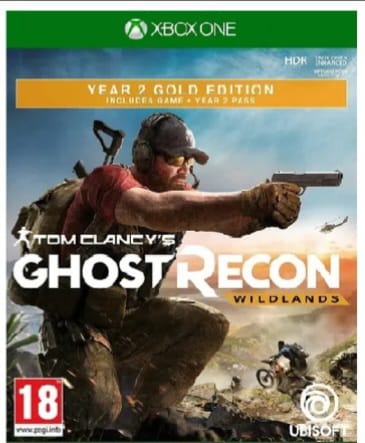 XBOX ONE
HDR
YEAR 2 GOLD EDITION
INCLUDES GAME + YEAR 2 PASS
TOM CLANCY'S
GHOST RECON
WILDLANDS
18
www.pegi.info
UBISOFT